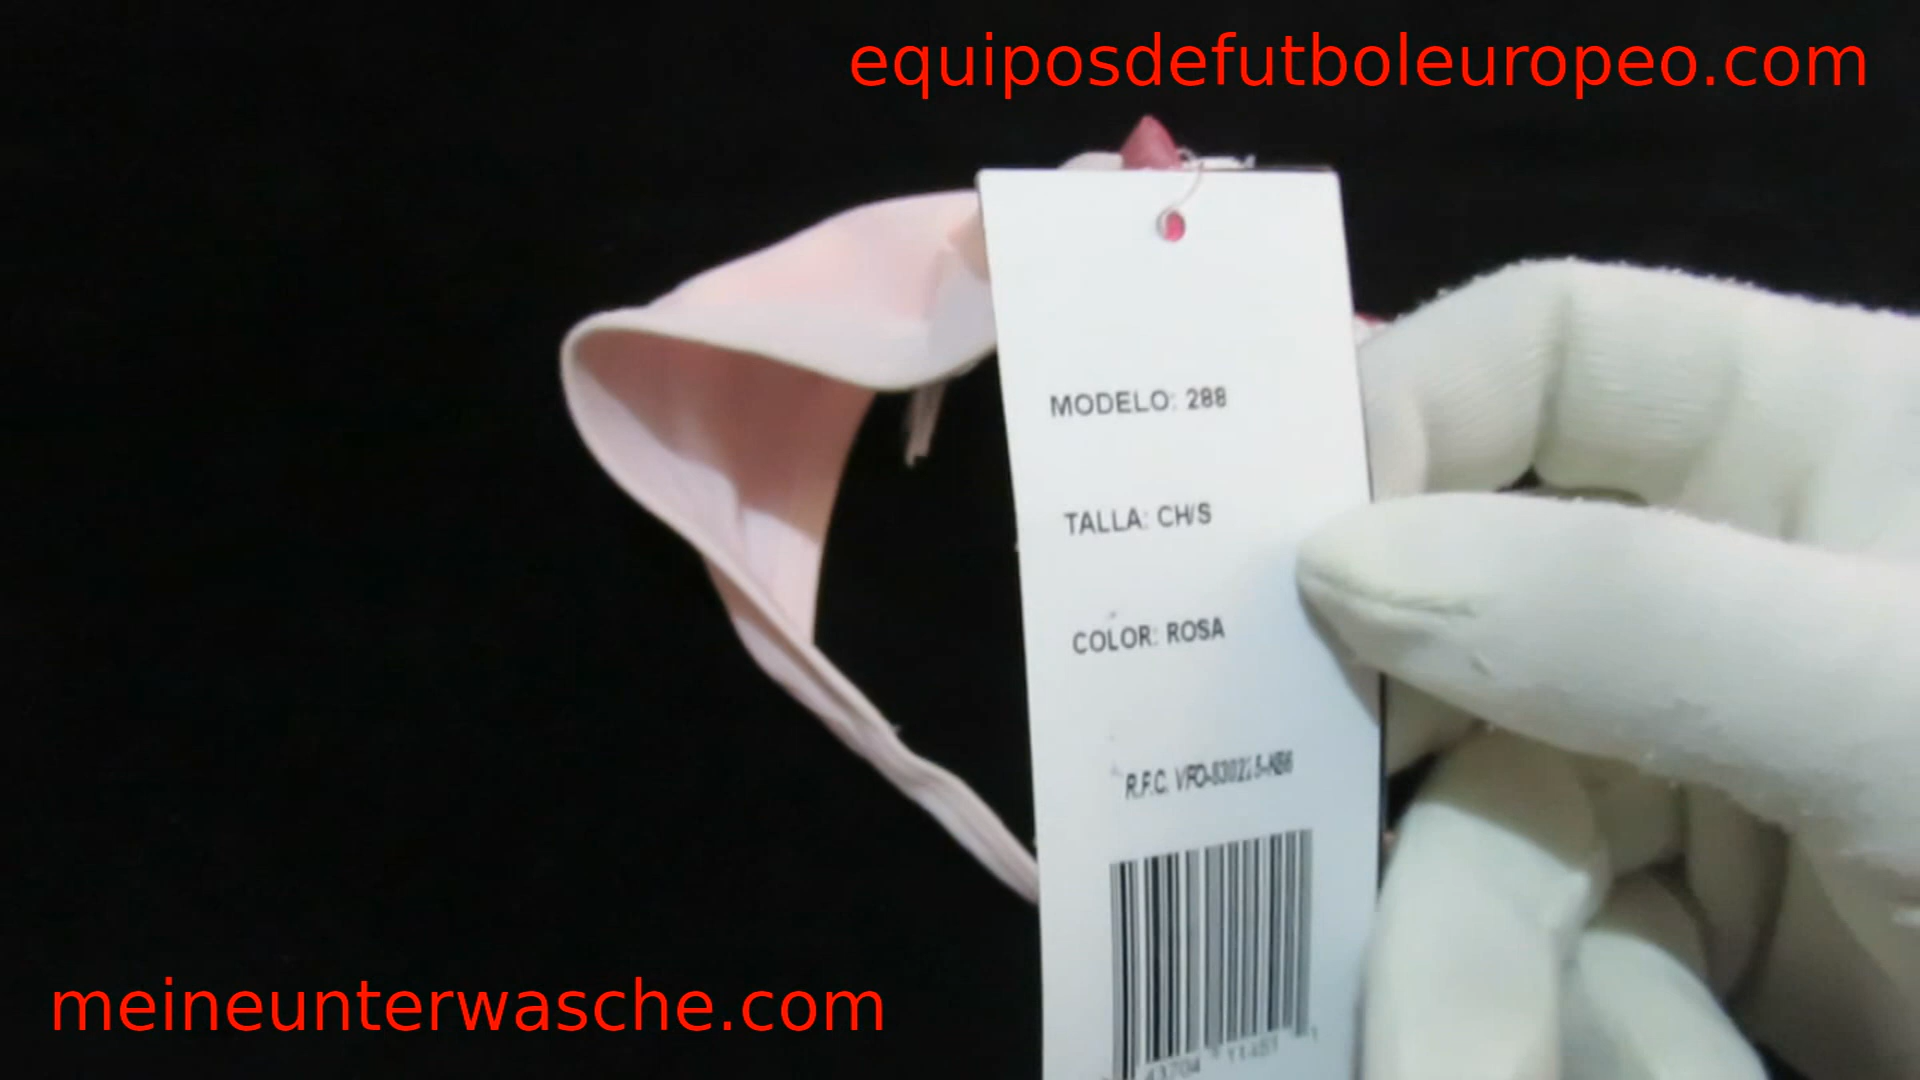 equiposdefutboleuropeo.com
MODELO: 288
TALLA: CH/S
COLOR: ROSA
R.F.C.
meineunterwasche.com